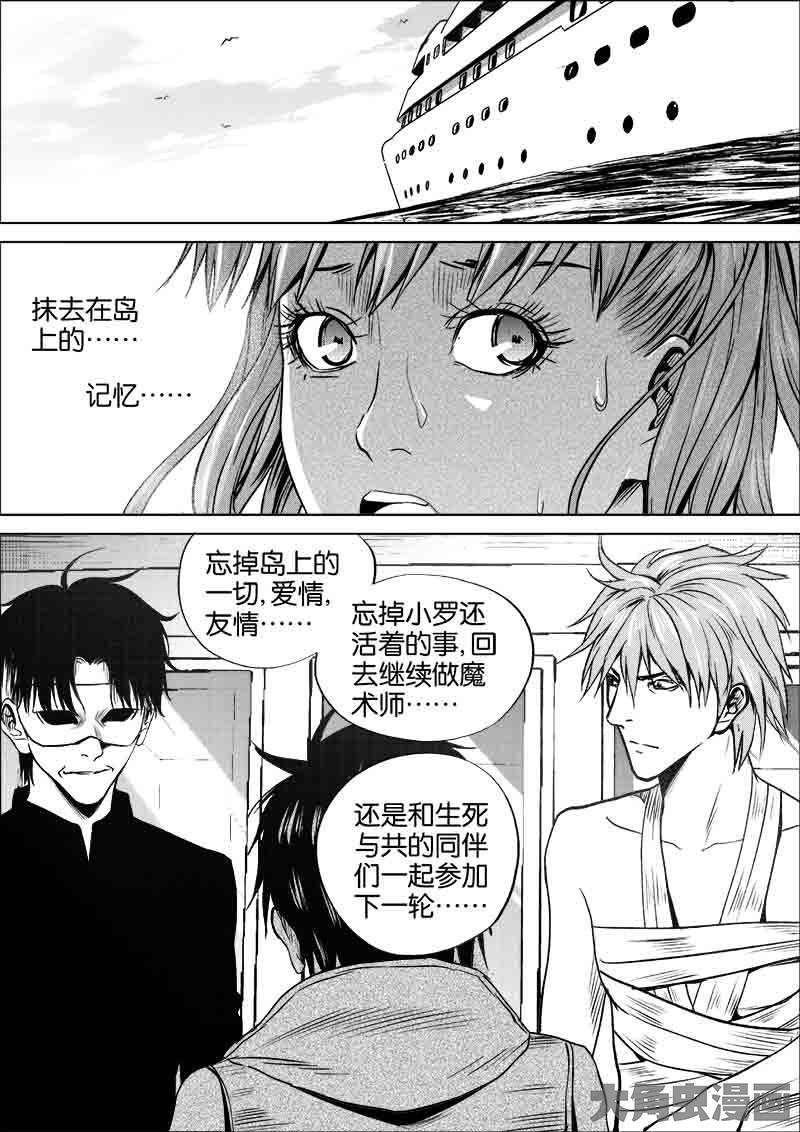 抹去在岛
上的……
记忆……
忘掉岛上的
一切,爱情,
友情……
忘掉小罗还
活着的事,回
去继续做魔
术师……
还是和生死
与共的同伴
们一起参加
下一轮……
大角虫漫画